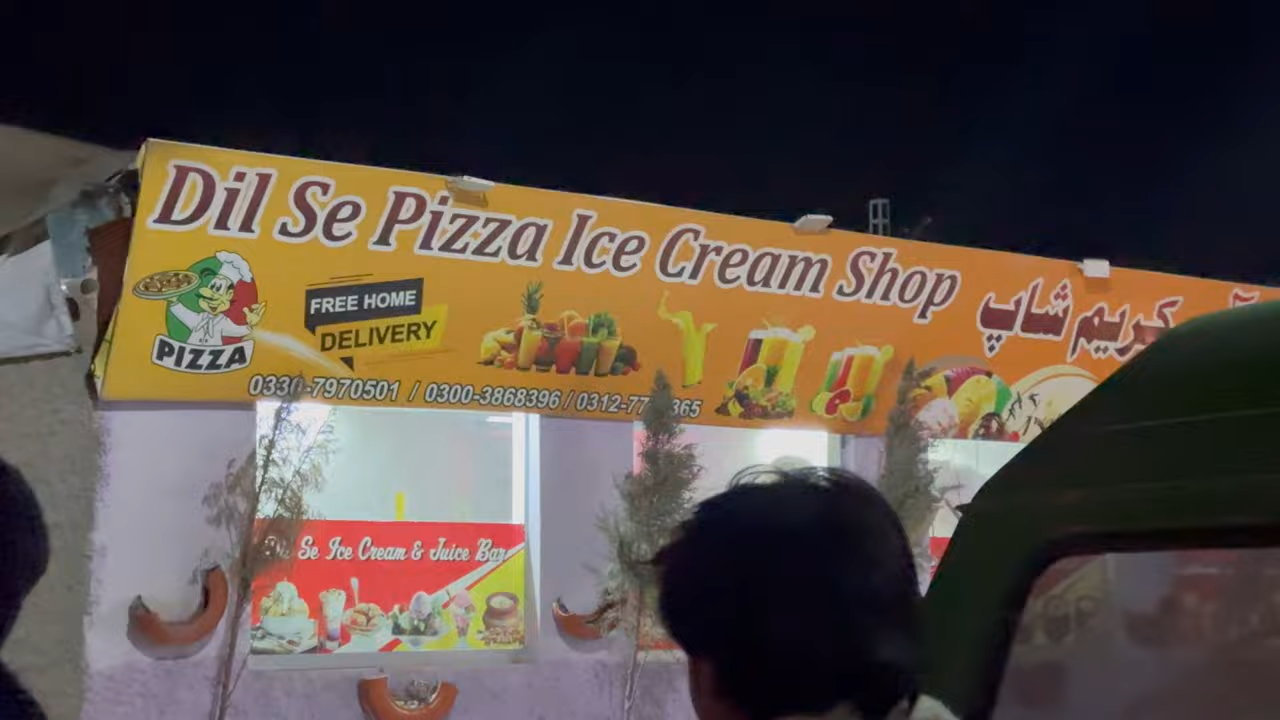 Dil Se Pizza Ice Cream Shop
کریم شاپ
FREE HOME
DELIVERY
PIZZA
0330-7970501 / 0300-3868396 /
Se Ice Cream & Juice Bar